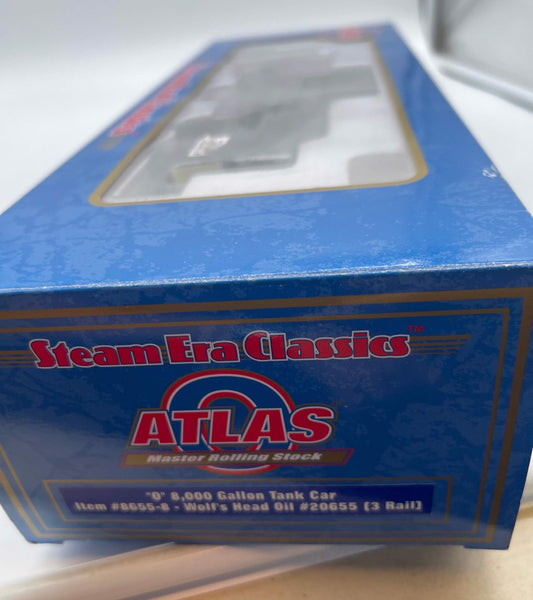 Steam Era Classics™
ATLAS
O
Master Rolling Stock
"O" 8,000 Gallon Tank Car
Item #8655-8 - Wolf's Head Oil #20655 [3 Rail]